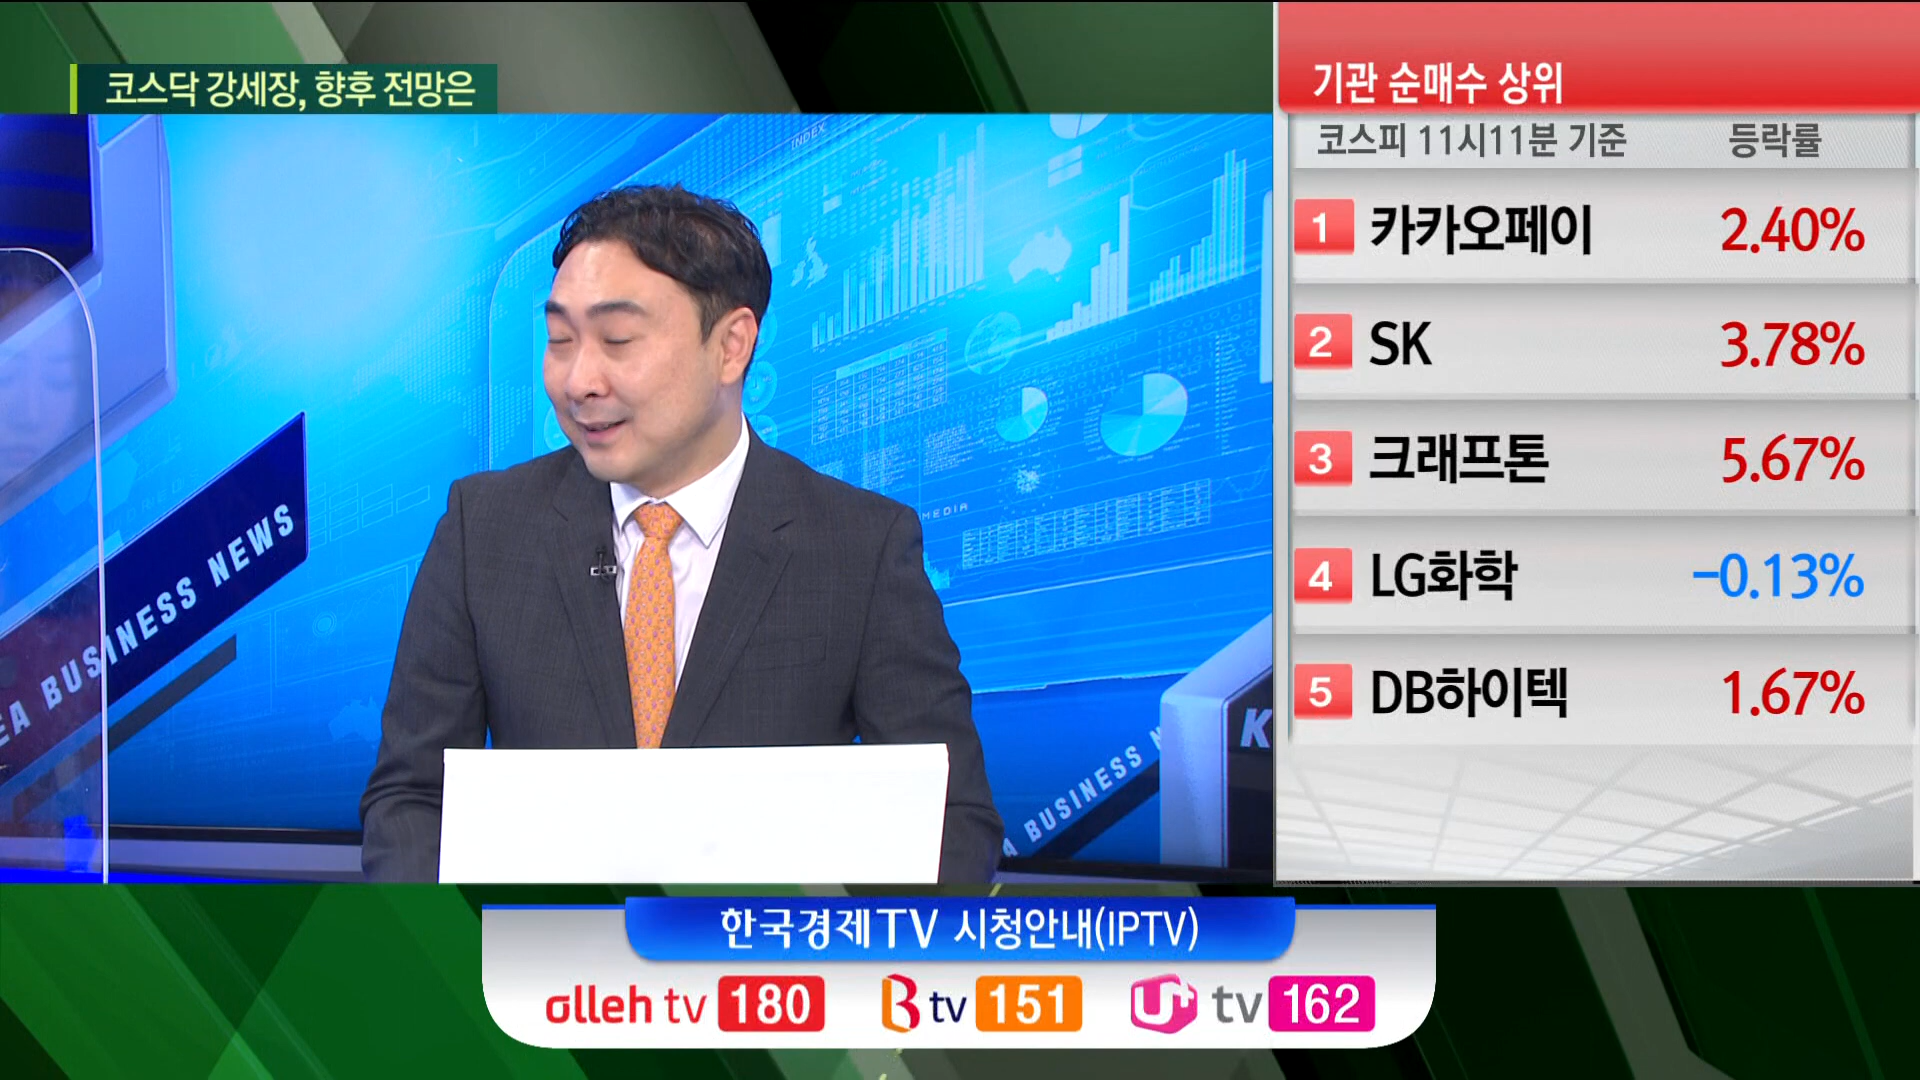 코스닥 강세장, 향후 전망은
기관 순매수 상위
코스피 11시11분 기준 등락률
1 카카오페이 2.40%
2 SK 3.78%
3 크래프톤 5.67%
4 LG화학 -0.13%
5 DB하이텍 1.67%
INDEX
MEDIA
EA BUSINESS NEWS
A BUSINESS N
K
한국경제TV 시청안내(IPTV)
olleh tv 180 B tv 151 U+ tv 162